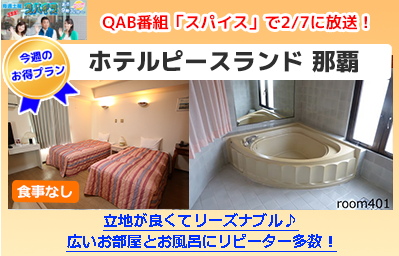 QAB番組「スパイス」で2/7に放送！
今週の
お得プラン
ホテルピースランド 那覇
食事なし
room401
立地が良くてリーズナブル♪
広いお部屋とお風呂にリピーター多数！